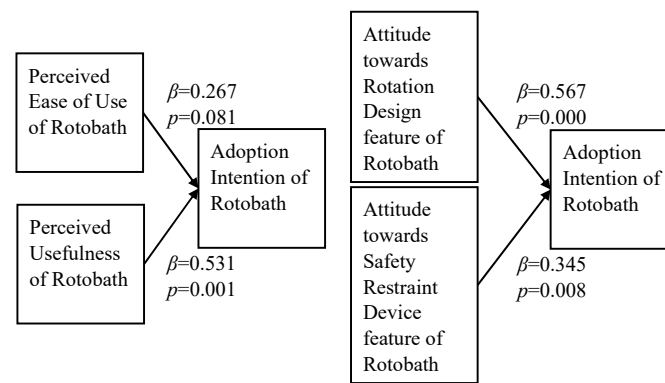 Perceived
Ease of Use
of Rotobath
β=0.267
p=0.081
Adoption
Intention of
Rotobath
Perceived
Usefulness
of Rotobath
β=0.531
p=0.001
Attitude
towards
Rotation
Design
feature of
Rotobath
β=0.567
p=0.000
Adoption
Intention of
Rotobath
Attitude
towards
Safety
Restraint
Device
feature of
Rotobath
β=0.345
p=0.008